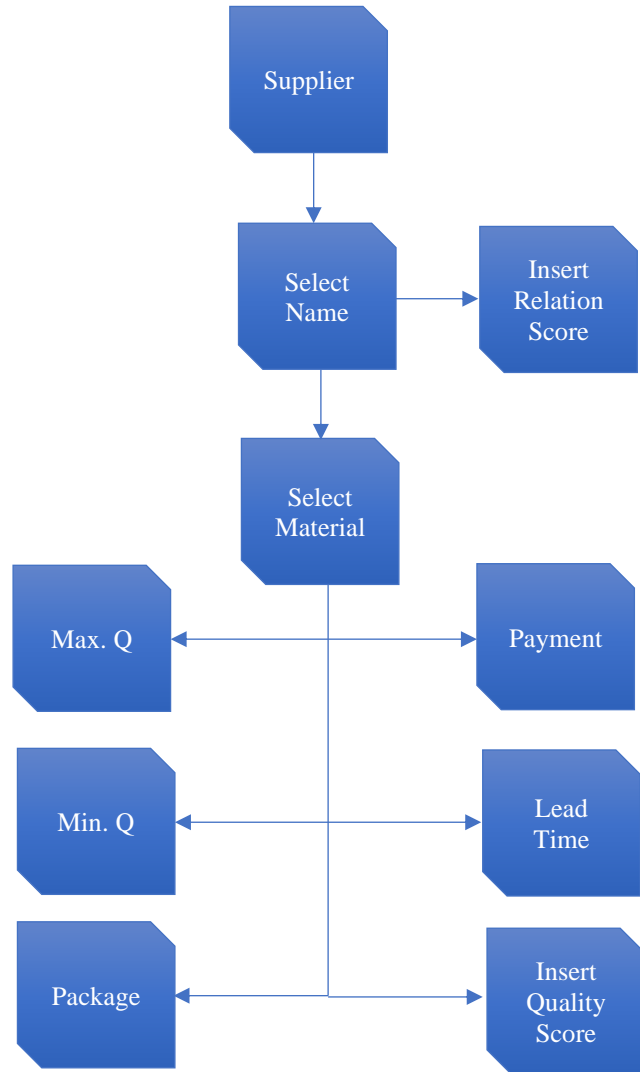 Supplier
Select
Name
Insert
Relation
Score
Select
Material
Max. Q
Payment
Min. Q
Lead
Time
Package
Insert
Quality
Score